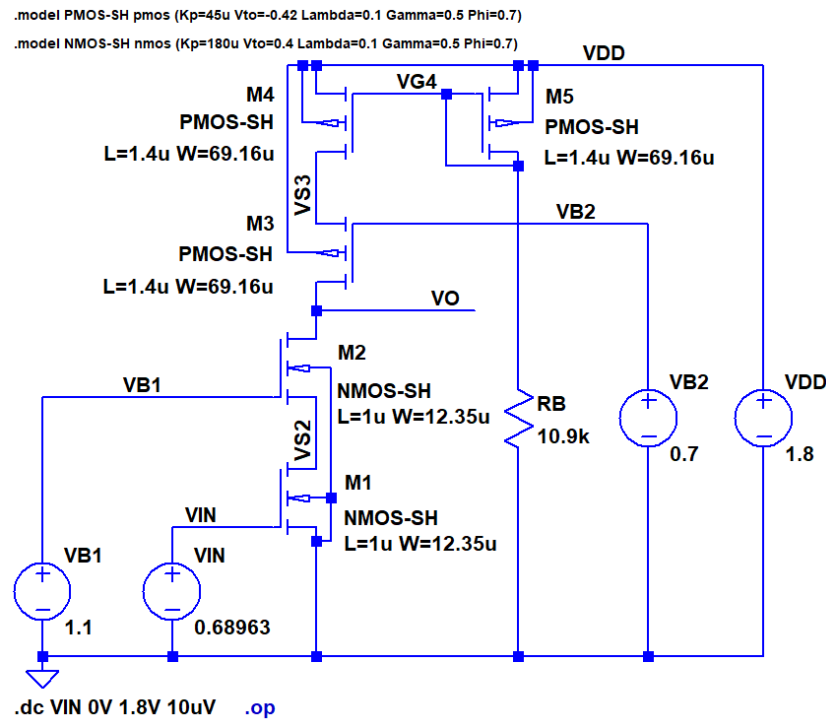 .model PMOS-SH pmos (Kp=45u Vto=-0.42 Lambda=0.1 Gamma=0.5 Phi=0.7)
.model NMOS-SH nmos (Kp=180u Vto=0.4 Lambda=0.1 Gamma=0.5 Phi=0.7)
VDD
M4
VG4
M5
PMOS-SH
PMOS-SH
L=1.4u W=69.16u
L=1.4u W=69.16u
VS3
M3
VB2
PMOS-SH
L=1.4u W=69.16u
VO
M2
VB1
NMOS-SH
L=1u W=12.35u
VS2
RB
10.9k
VB2
0.7
VDD
1.8
M1
VIN
NMOS-SH
L=1u W=12.35u
VB1
1.1
VIN
0.68963
.dc VIN 0V 1.8V 10uV
.op